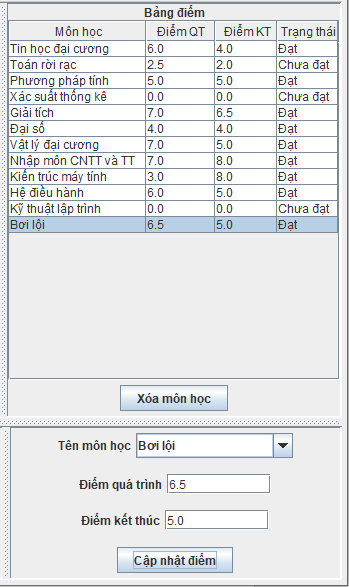 Bảng điểm
Môn học Điểm QT Điểm KT Trạng thái
Tin học đại cương 6.0 4.0 Đạt
Toán rời rạc 2.5 2.0 Chưa đạt
Phương pháp tính 5.0 5.0 Đạt
Xác suất thống kê 0.0 0.0 Chưa đạt
Giải tích 7.0 6.5 Đạt
Đại số 4.0 4.0 Đạt
Vật lý đại cương 7.0 5.0 Đạt
Nhập môn CNTT và TT 7.0 8.0 Đạt
Kiến trúc máy tính 3.0 8.0 Đạt
Hệ điều hành 6.0 5.0 Đạt
Kỹ thuật lập trình 0.0 0.0 Chưa đạt
Bơi lội 6.5 5.0 Đạt
Xóa môn học
Tên môn học Bơi lội
Điểm quá trình 6.5
Điểm kết thúc 5.0
Cập nhật điểm